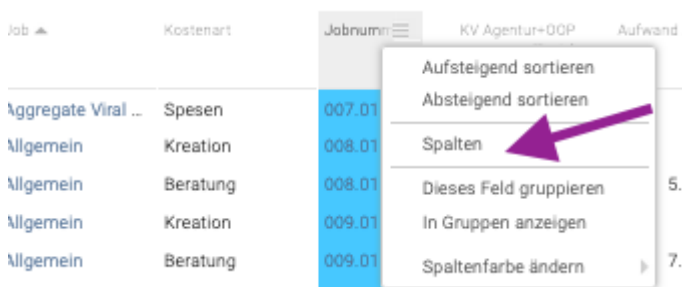 Job Kostenart Jobnumm KV Agentur+OOP Aufwand
Aufsteigend sortieren
Absteigend sortieren
Aggregate Viral ... Spesen 007.01
Spalten
Allgemein Kreation 008.01
Dieses Feld gruppieren
Allgemein Beratung 008.01 5.
In Gruppen anzeigen
Allgemein Kreation 009.01
Spaltenfarbe ändern
Allgemein Beratung 009.01 7.